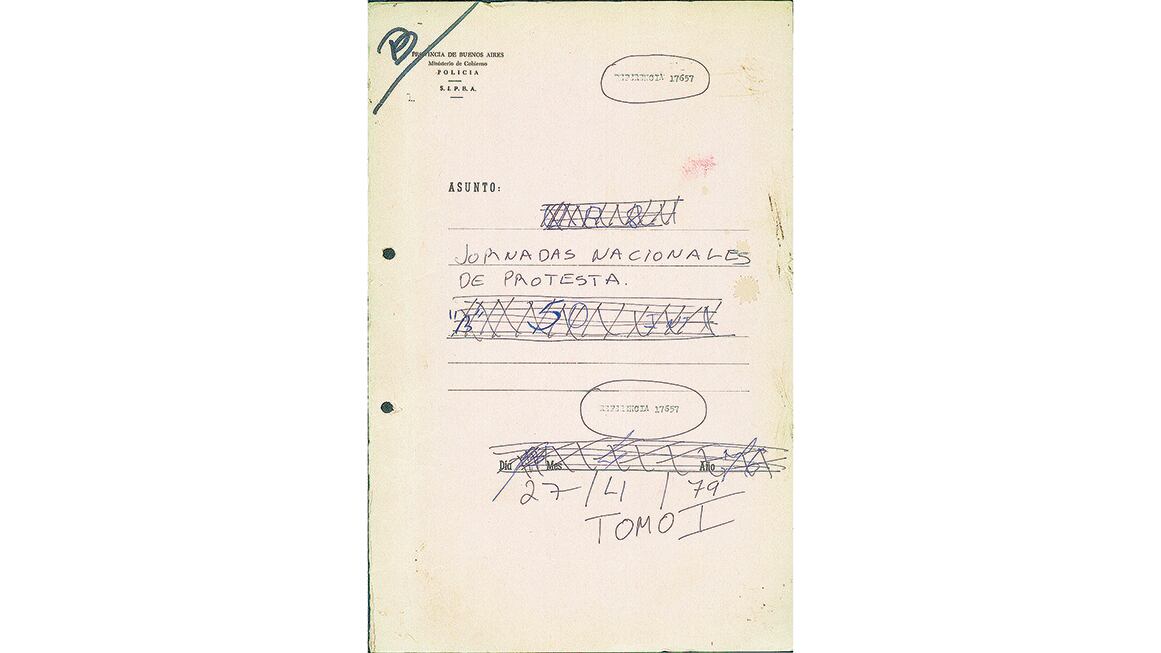 PROVINCIA DE BUENOS AIRES
Ministerio de Gobierno
POLICIA
S. I. P. B. A.
REFERENCIA 17657
ASUNTO:
JORNADAS NACIONALES
DE PROTESTA.
"B" 50
REFERENCIA 17657
Día Mes Año
27/4/79
TOMO I